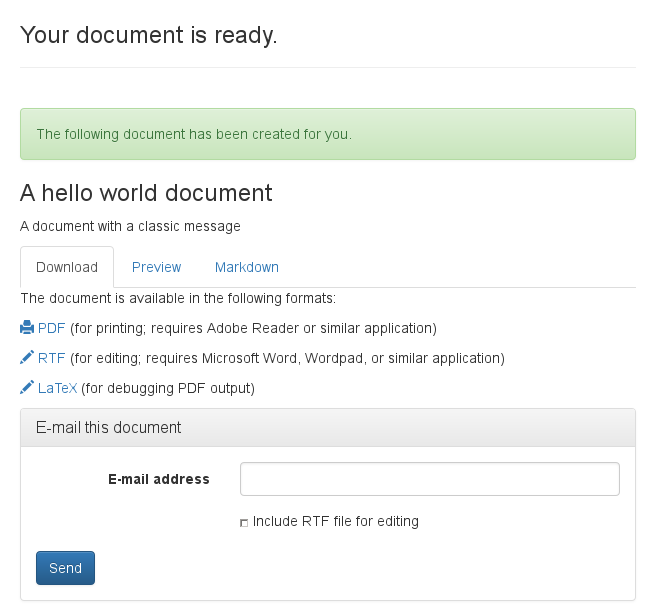 Your document is ready.
The following document has been created for you.
A hello world document
A document with a classic message
Download Preview Markdown
The document is available in the following formats:
PDF (for printing; requires Adobe Reader or similar application)
RTF (for editing; requires Microsoft Word, Wordpad, or similar application)
LaTeX (for debugging PDF output)
E-mail this document
E-mail address
Include RTF file for editing
Send